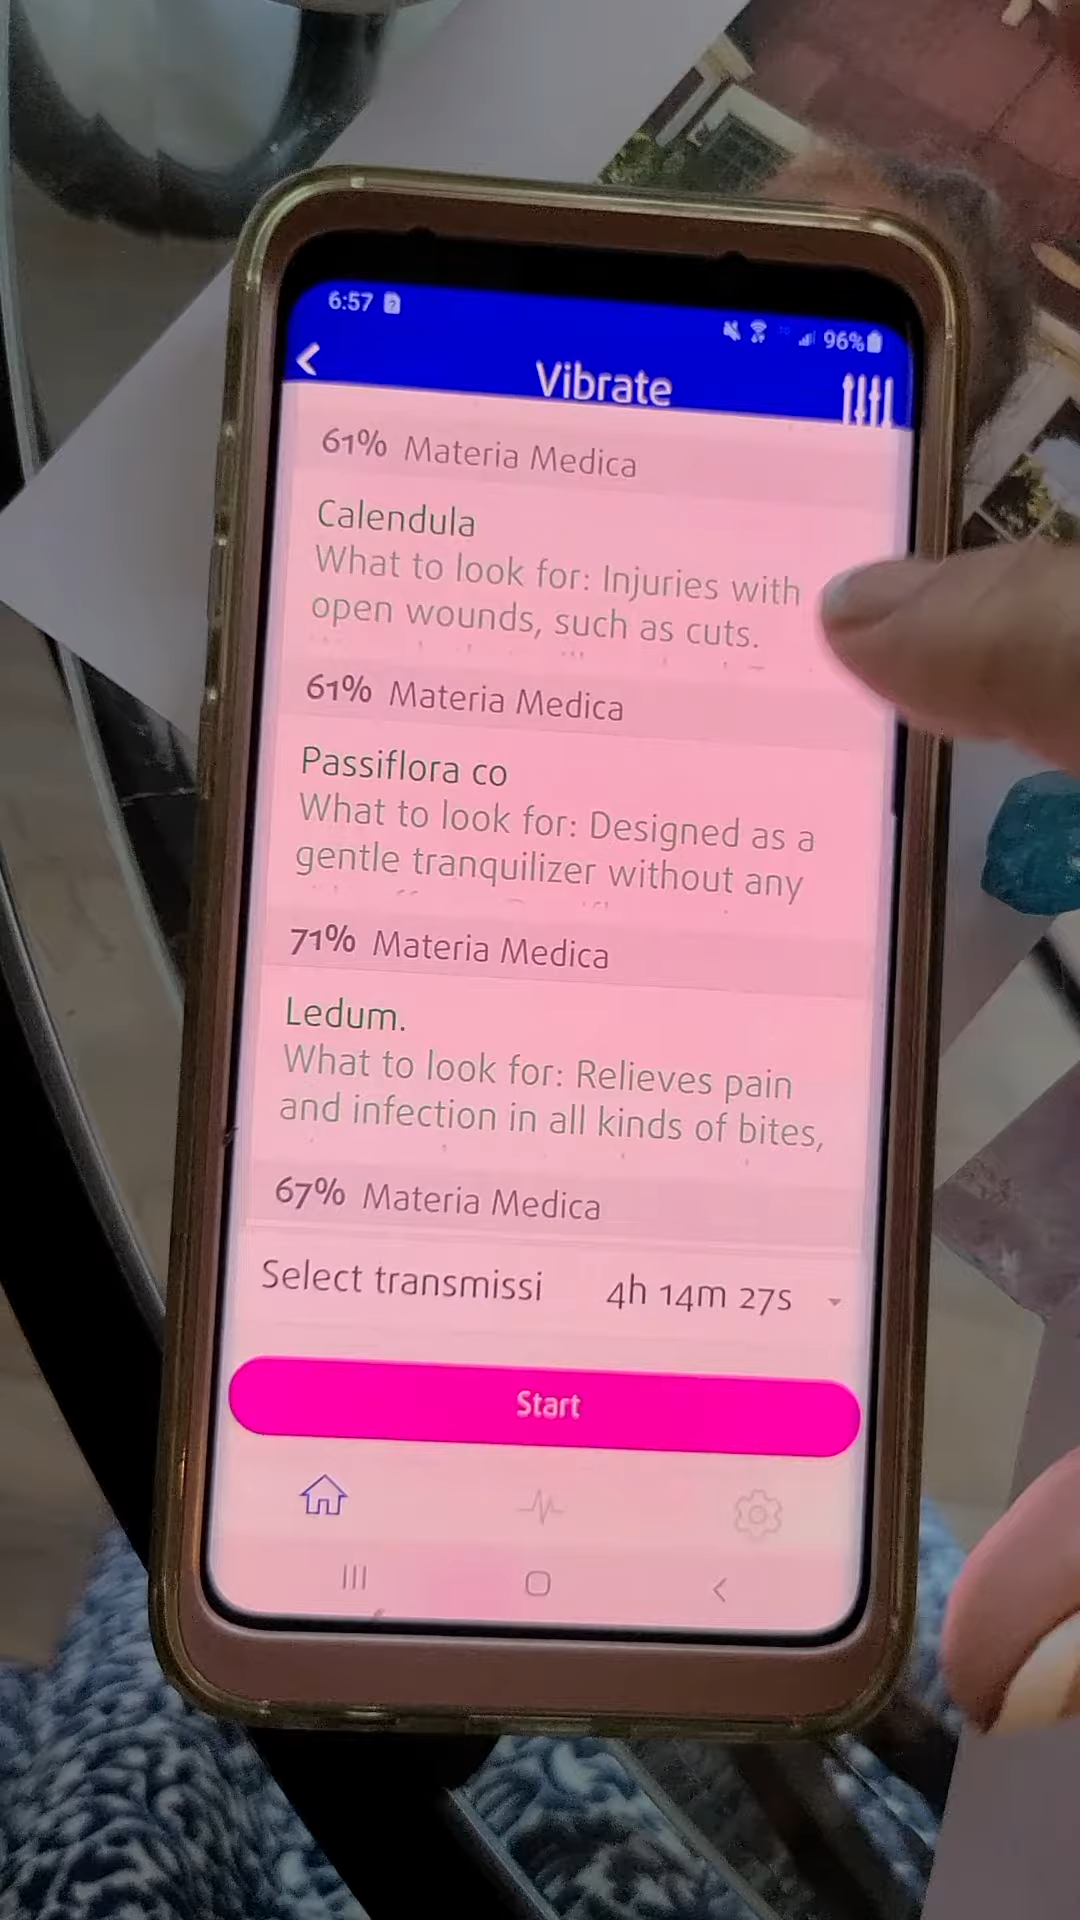 6:57
96%
Vibrate
61% Materia Medica
Calendula
What to look for: Injuries with
open wounds, such as cuts.
61% Materia Medica
Passiflora co
What to look for: Designed as a
gentle tranquilizer without any
71% Materia Medica
Ledum.
What to look for: Relieves pain
and infection in all kinds of bites,
67% Materia Medica
Select transmissi 4h 14m 27s
Start